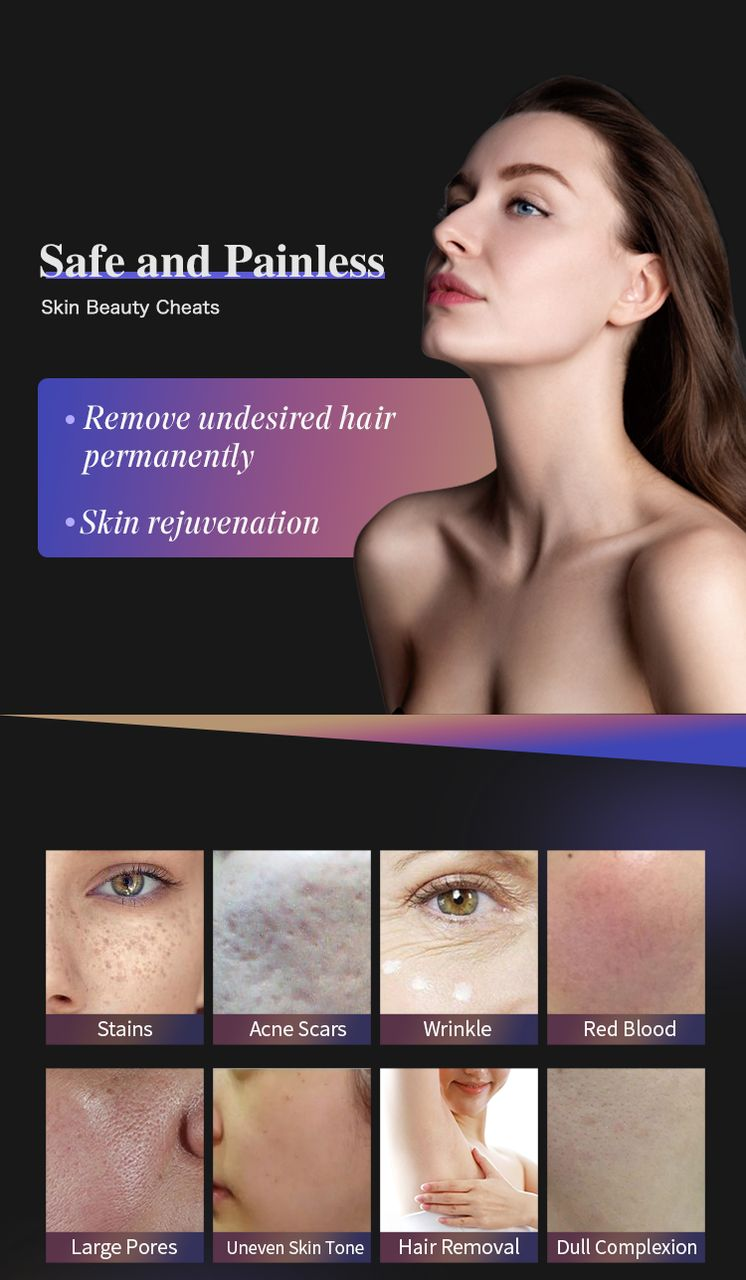 Safe and Painless
Skin Beauty Cheats
Remove undesired hair
permanently
Skin rejuvenation
Stains
Acne Scars
Wrinkle
Red Blood
Large Pores
Uneven Skin Tone
Hair Removal
Dull Complexion